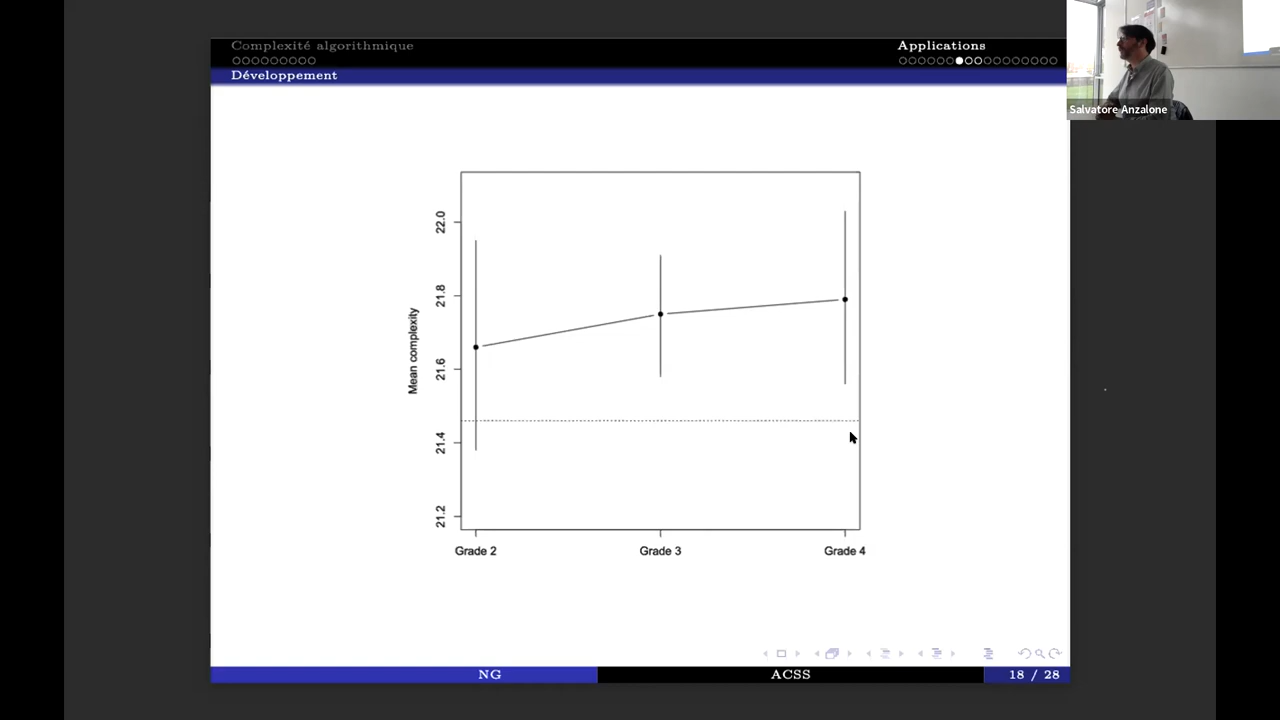 Complexité algorithmique
Applications
Développement
Salvatore Anzalone
Mean complexity
22.0
21.8
21.6
21.4
21.2
Grade 2 Grade 3 Grade 4
NG ACSS 18 / 28